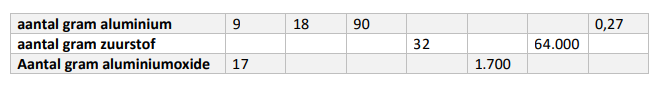 aantal gram aluminium 9 18 90 0,27
aantal gram zuurstof 32 64.000
Aantal gram aluminiumoxide 17 1.700